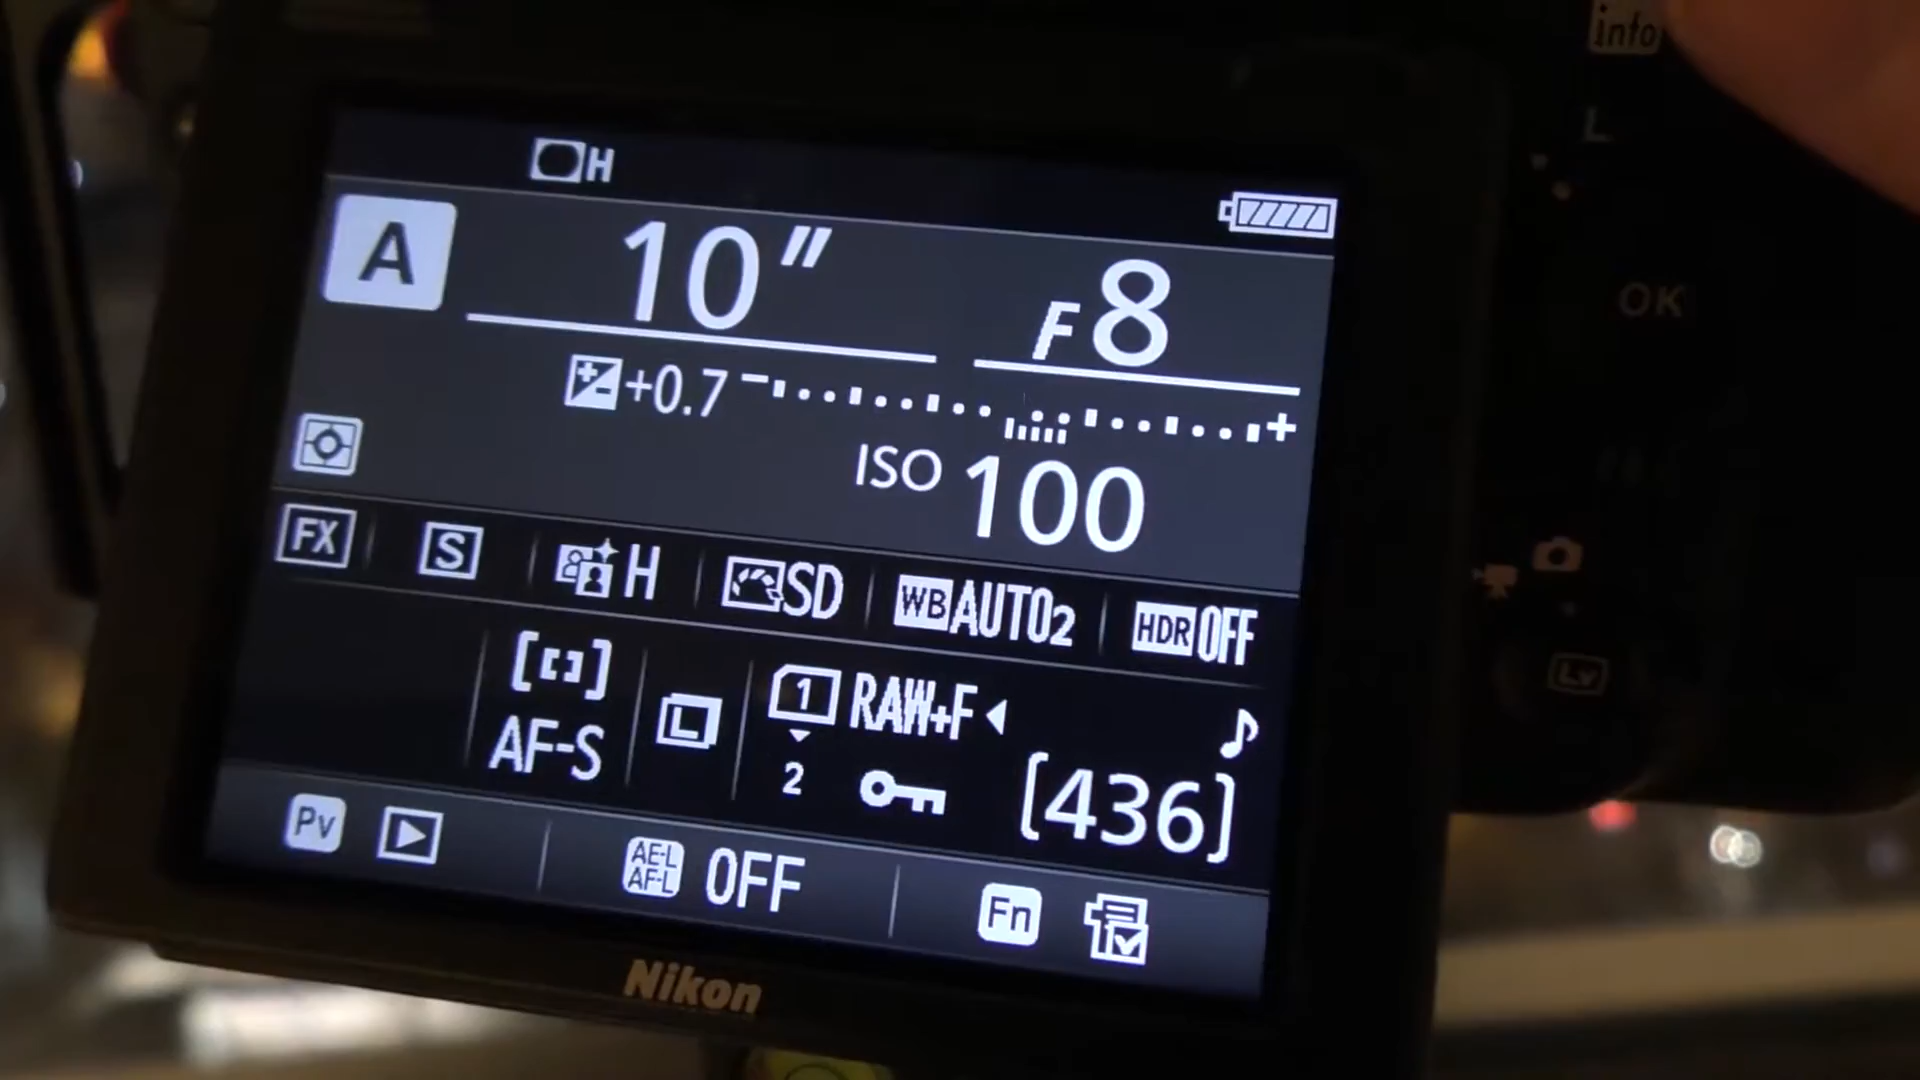 info
L
H
A 10" F8
OK
+0.7 - +
ISO 100
FX S H SD WB AUTO2 HDR OFF
[ ] AF-S L 1 RAW+F
2 [436]
Lv
Pv AE-L AF-L OFF Fn
Nikon